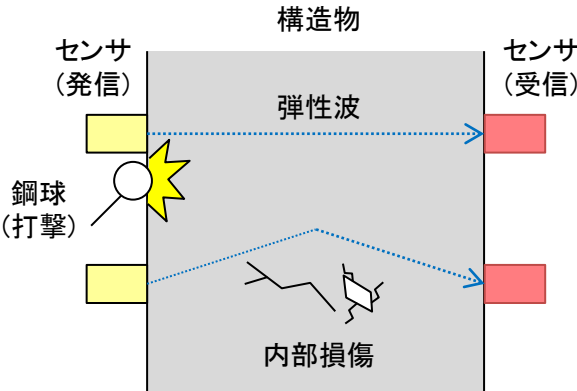 構造物
センサ
(発信)
センサ
(受信)
弾性波
鋼球
(打撃)
内部損傷